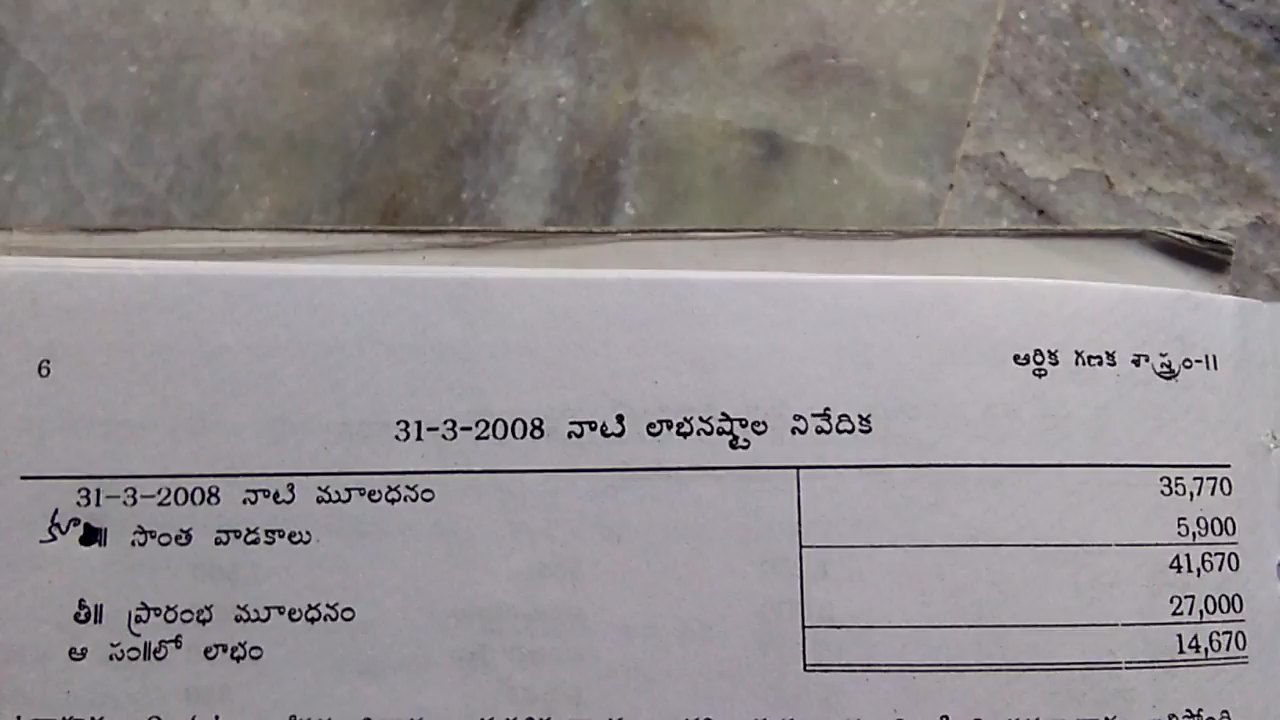 6
ఆర్థిక గణక శాస్త్రం-II
31-3-2008 నాటి లాభనష్టాల నివేదిక
31-3-2008 నాటి మూలధనం 35,770
కూ॥ సొంత వాడకాలు 5,900
41,670
తీ॥ ప్రారంభ మూలధనం 27,000
ఆ సం॥లో లాభం 14,670